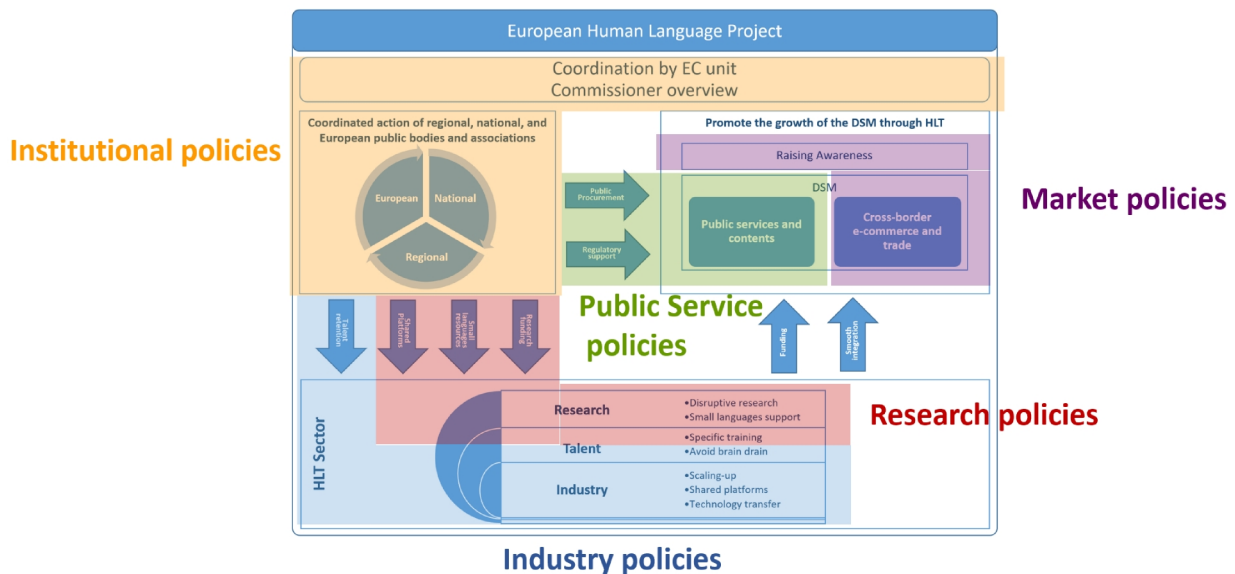 European Human Language Project
Coordination by EC unit
Commissioner overview
Institutional policies
Coordinated action of regional, national, and
European public bodies and associations
European
National
Regional
Public
Procurement
Regulatory
support
Promote the growth of the DSM through HLT
Raising Awareness
DSM
Public services and
contents
Cross-border
e-commerce and
trade
Market policies
Talent
retention
Shared
Platforms
Small
languages
resources
Research
funding
Public Service
policies
Funding
Smooth
integration
HLT Sector
Research
•Disruptive research
•Small languages support
Talent
•Specific training
•Avoid brain drain
Industry
•Scaling-up
•Shared platforms
•Technology transfer
Research policies
Industry policies